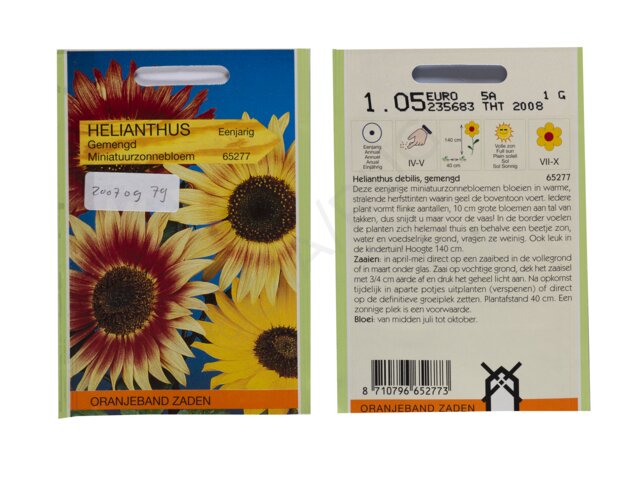 HELIANTHUS Eenjarig
Gemengd
Miniatuurzonnebloem 65277
200709 79
ORANJEBAND ZADEN
1.05 EURO 5A 1 G
235683 THT 2008
Eenjarig
Annual
Annuel
Anual
Einjährig
IV-V
140 cm
40 cm
Volle zon
Full sun
Plein soleil
Sol
Sonnig
VII-X
Helianthus debilis, gemengd 65277
Deze eenjarige miniatuurzonnebloemen bloeien in warme,
stralende herfsttinten waarin geel de boventoon voert. Iedere
plant vormt flinke aantallen, 10 cm grote bloemen aan tal van
takken, dus snijdt u maar voor de vaas! In de border voelen
de planten zich helemaal thuis en behalve een beetje zon,
water en voedselrijke grond, vragen ze weinig. Ook leuk in
de kindertuin! Hoogte 140 cm.
Zaaien: in april-mei direct op een zaaibed in de vollegrond
of in maart onder glas. Zaai op vochtige grond, dek het zaaisel
met 3/4 cm aarde af en druk het geheel licht aan. Na opkomst
tijdelijk in aparte potjes uitplanten (verspenen) of direct
op de definitieve groeiplek zetten. Plantafstand 40 cm. Een
zonnige plek is een voorwaarde.
Bloei: van midden juli tot oktober.
8 710796 652773
ORANJEBAND ZADEN